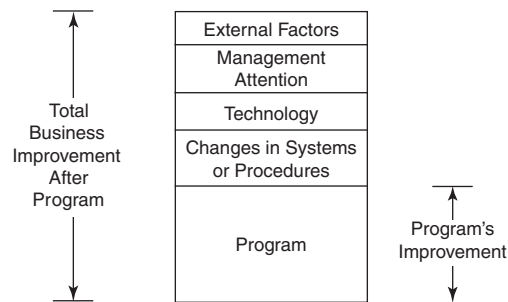 External Factors
Management
Attention
Technology
Changes in Systems
or Procedures
Program
Total
Business
Improvement
After
Program
Program's
Improvement